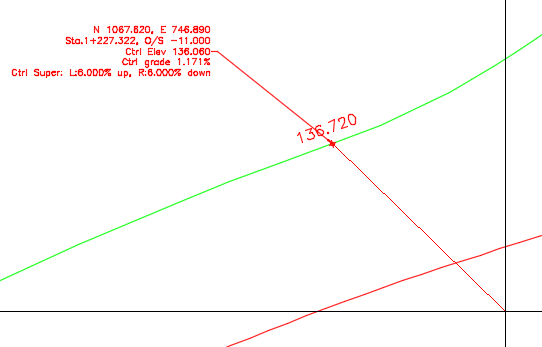 N 1067.820, E 746.890
Sta.1+227.322, O/S -11.000
Ctrl Elev 136.060
Ctrl grade 1.171%
Ctrl Super: L:6.000% up, R:6.000% down
136.720